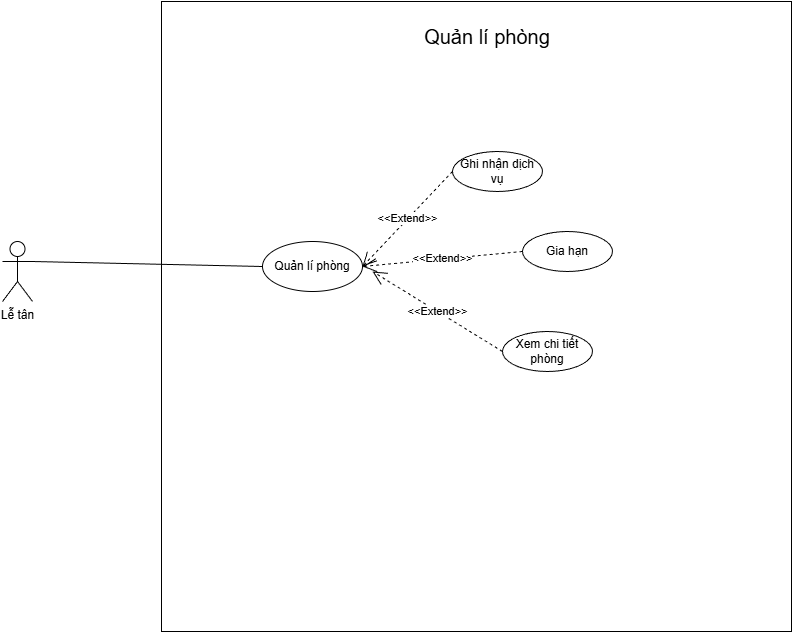 Quản lí phòng
Ghi nhận dịch
vụ
<<Extend>>
<<Extend>>
Gia hạn
Quản lí phòng
<<Extend>>
Lễ tân
Xem chi tiết
phòng